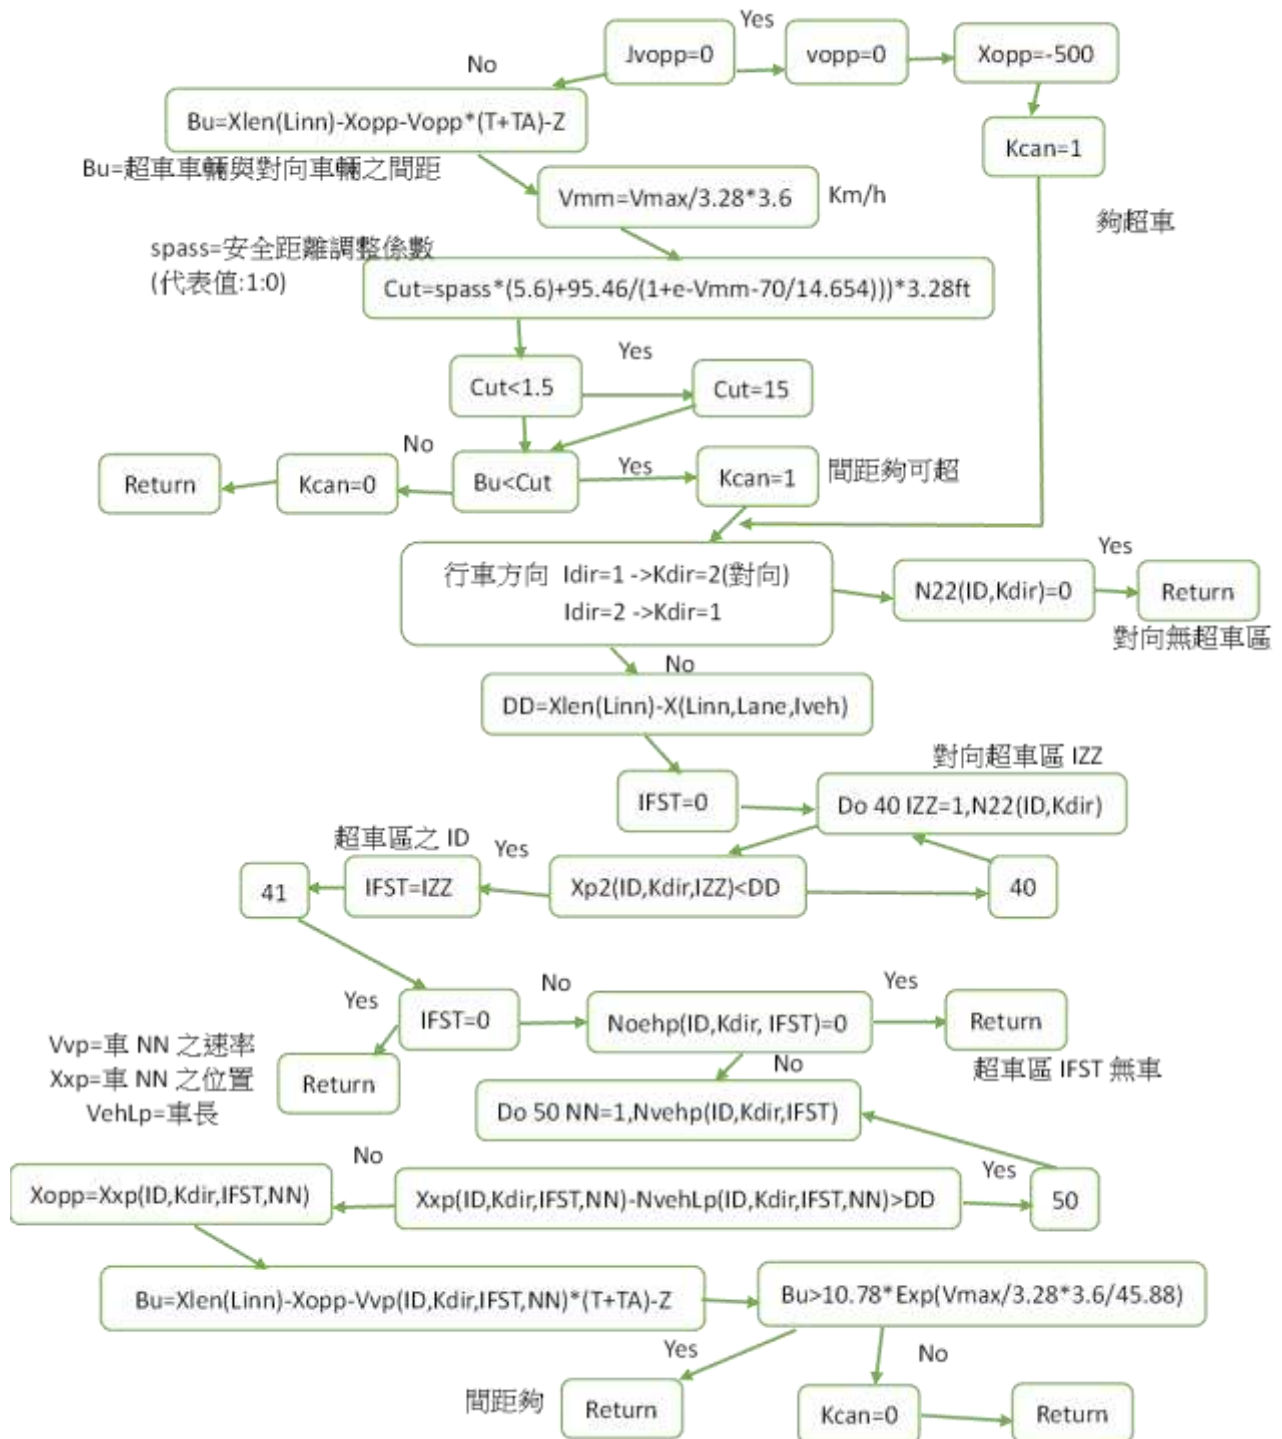 Yes
Jvopp=0
vopp=0
Xopp=-500
No
Bu=Xlen(Linn)-Xopp-Vopp*(T+TA)-Z
Kcan=1
Bu=超車車輛與對向車輛之間距
Vmm=Vmax/3.28*3.6
Km/h
夠超車
spass=安全距離調整係數
(代表值:1:0)
Cut=spass*(5.6)+95.46/(1+e-Vmm-70/14.654)))*3.28ft
Yes
Cut<1.5
Cut=15
No
Return
Kcan=0
Bu<Cut
Yes
Kcan=1
間距夠可超
行車方向 Idir=1 ->Kdir=2(對向)
Idir=2 ->Kdir=1
Yes
N22(ID,Kdir)=0
Return
對向無超車區
No
DD=Xlen(Linn)-X(Linn,Lane,Iveh)
對向超車區 IZZ
IFST=0
Do 40 IZZ=1,N22(ID,Kdir)
超車區之 ID
Yes
41
IFST=IZZ
Xp2(ID,Kdir,IZZ)<DD
40
Yes
IFST=0
No
Noehp(ID,Kdir, IFST)=0
Yes
Return
Vvp=車 NN 之速率
Xxp=車 NN 之位置
VehLp=車長
Return
No
超車區 IFST 無車
Do 50 NN=1,Nvehp(ID,Kdir,IFST)
No
Yes
Xopp=Xxp(ID,Kdir,IFST,NN)
Xxp(ID,Kdir,IFST,NN)-NvehLp(ID,Kdir,IFST,NN)>DD
50
Bu=Xlen(Linn)-Xopp-Vvp(ID,Kdir,IFST,NN)*(T+TA)-Z
Bu>10.78*Exp(Vmax/3.28*3.6/45.88)
Yes
No
間距夠
Return
Kcan=0
Return